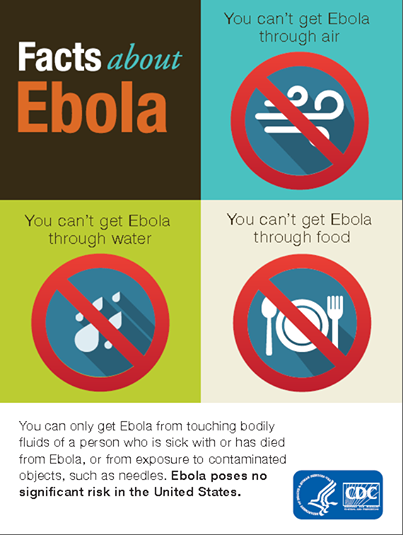 Facts about
Ebola
You can't get Ebola
through air
You can't get Ebola
through water
You can't get Ebola
through food
You can only get Ebola from touching bodily
fluids of a person who is sick with or has died
from Ebola, or from exposure to contaminated
objects, such as needles. Ebola poses no
significant risk in the United States.
CDC